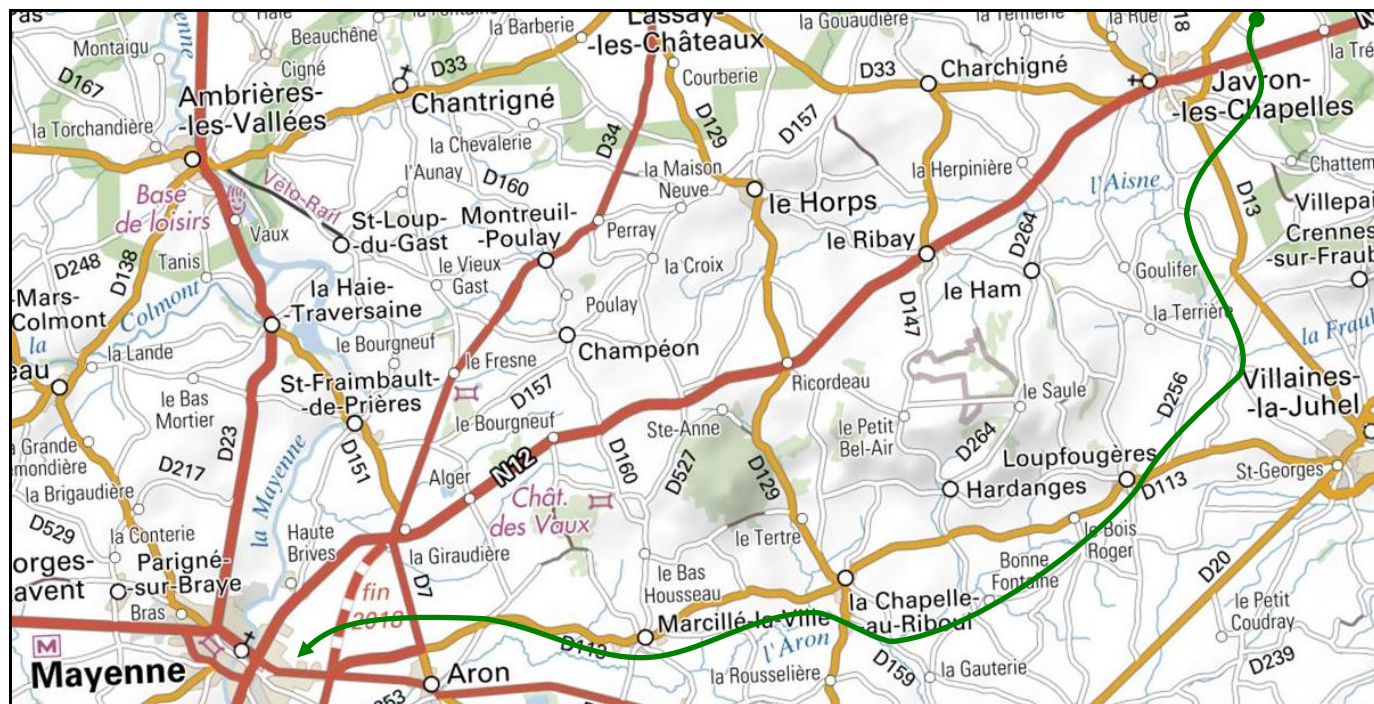 Montaigu
Beauchêne
la Barberie
Lassay-
-les-Châteaux
la Gouaudière
la Rue
D167
Cigné
D33
Courberie
D33
Charchigné
Javron-
-les-Chapelles
la Tré
Ambrières-
-les-Vallées
Chantrigné
la Torchandière
la Chevalerie
D34
D129
D157
la Maison
Neuve
la Herpinière
l'Aisne
Chattem
l'Aunay
D160
Base
de loisirs
Vélo-Rail
St-Loup-
-du-Gast
Montreuil-
-Poulay
le Horps
D13
Villepai
Crennes
-sur-Fraub
Vaux
Perray
le Ribay
D264
D248
D138
Tanis
le Vieux
Gast
la Croix
Goulifer
-Mars-
Colmont
Colmont
la Haie-
-Traversaine
Poulay
le Ham
D147
la Terrière
la
la Fraub
la Lande
le Bourgneuf
Champéon
eau
le Fresne
Ricordeau
le Bas
Mortier
St-Fraimbault-
-de-Prières
D157
le Saule
D256
Villaines-
-la-Juhel
le Bourgneuf
Ste-Anne
le Petit
Bel-Air
D264
D23
D217
D151
la Mayenne
Alger
N12
D160
D527
D129
Loupfougères
St-Georges
la Brigaudière
Chât.
des Vaux
Hardanges
D113
D529
la Conterie
Haute
Brives
la Giraudière
le Tertre
le Bois
Roger
orges-
avent
Parigné-
-sur-Braye
D7
le Bas
Housseau
Bonne
Fontaine
D20
Bras
fin
2018
Marcillé-la-Ville
la Chapelle-
-au-Riboul
le Petit
Coudray
M
D113
l'Aron
D239
Mayenne
Aron
la Rousselière
D159
la Gauterie